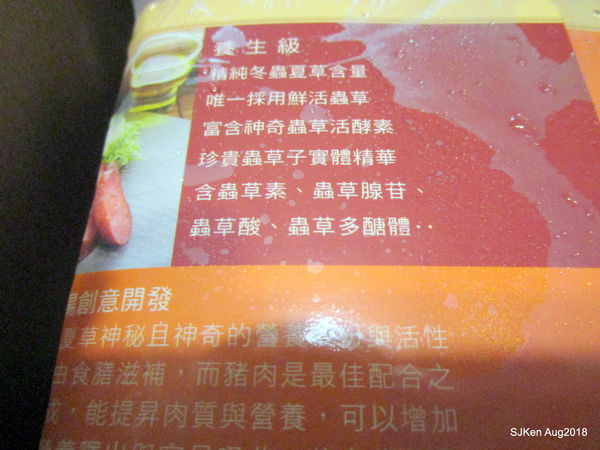 養生級
精純冬蟲夏草含量
唯一採用鮮活蟲草
富含神奇蟲草活酵素
珍貴蟲草子實體精華
含蟲草素、蟲草腺苷、
蟲草酸、蟲草多醣體‥
場創意開發
夏草神秘且神奇的營養 與活性
由食膳滋補，而豬肉是最佳配合之
成，能提昇肉質與營養，可以增加
SJKen Aug2018